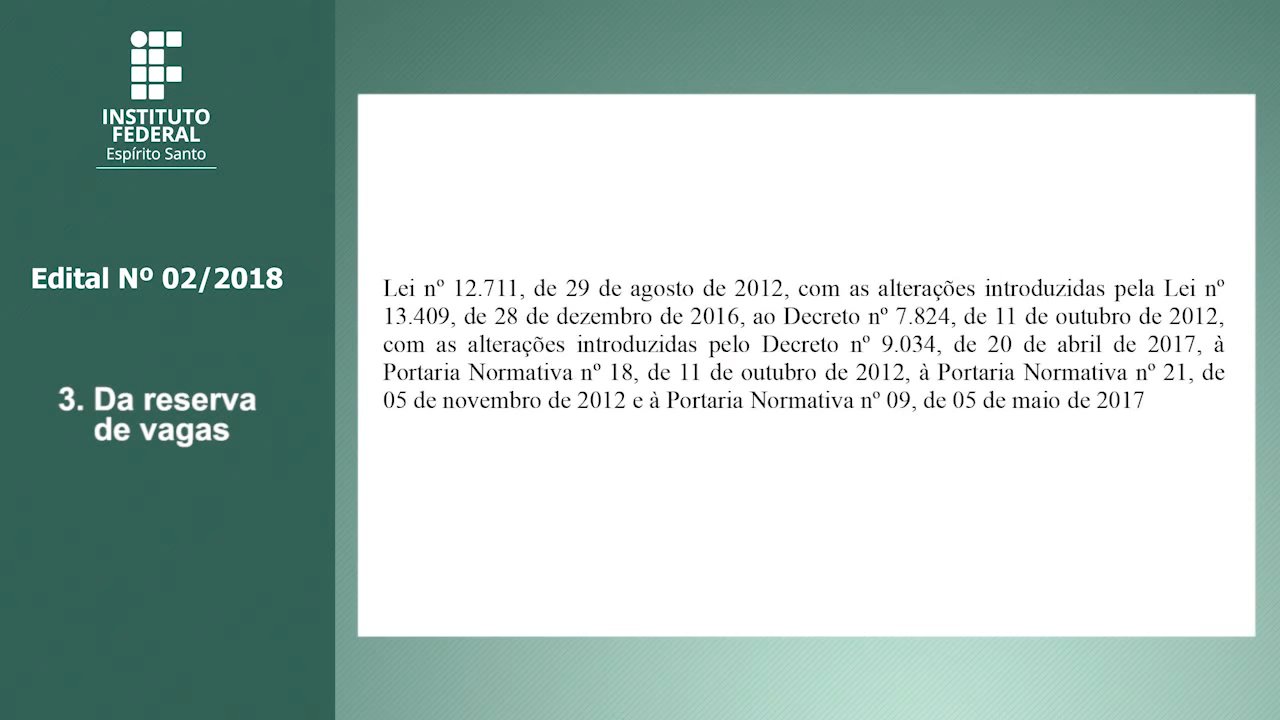 INSTITUTO
FEDERAL
Espírito Santo
Edital Nº 02/2018
3. Da reserva
de vagas
Lei nº 12.711, de 29 de agosto de 2012, com as alterações introduzidas pela Lei nº
13.409, de 28 de dezembro de 2016, ao Decreto nº 7.824, de 11 de outubro de 2012,
com as alterações introduzidas pelo Decreto nº 9.034, de 20 de abril de 2017, à
Portaria Normativa nº 18, de 11 de outubro de 2012, à Portaria Normativa nº 21, de
05 de novembro de 2012 e à Portaria Normativa nº 09, de 05 de maio de 2017